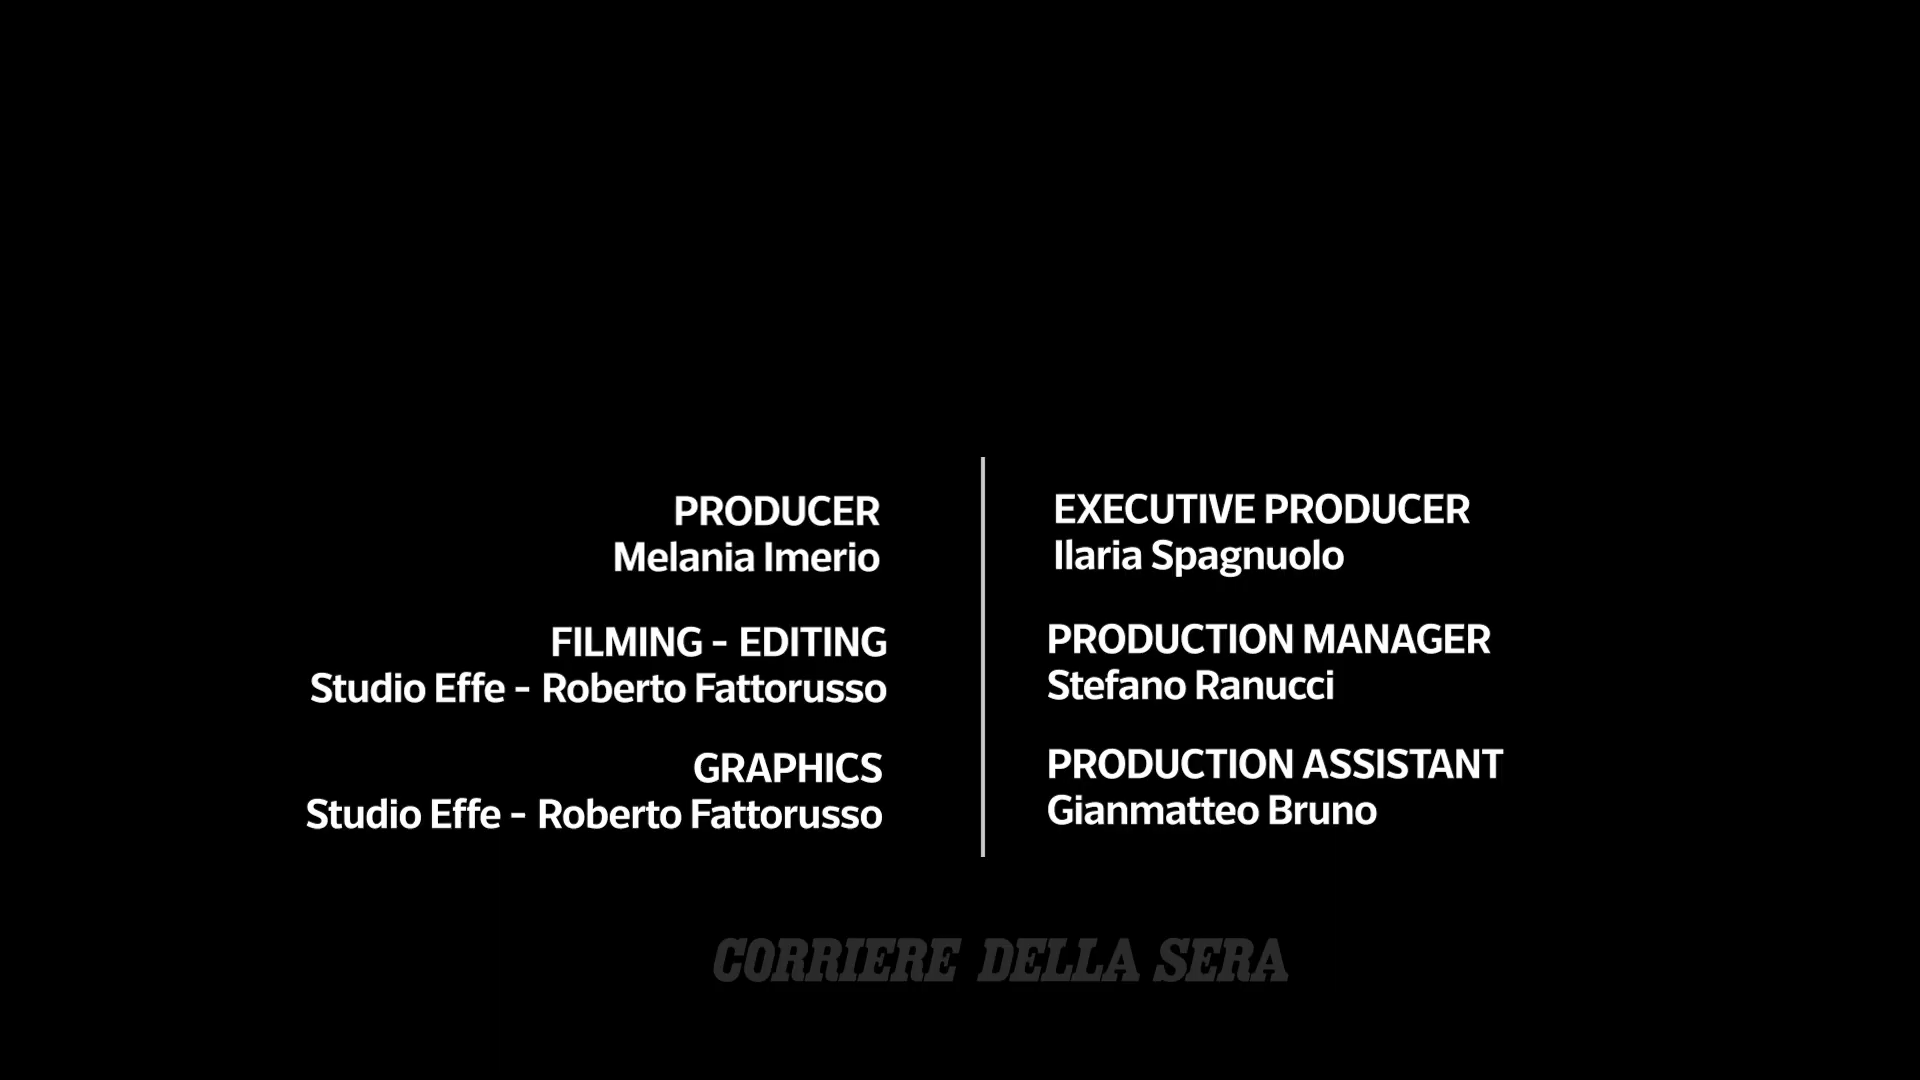 PRODUCER
Melania Imerio
FILMING - EDITING
Studio Effe - Roberto Fattorusso
GRAPHICS
Studio Effe - Roberto Fattorusso
EXECUTIVE PRODUCER
Ilaria Spagnuolo
PRODUCTION MANAGER
Stefano Ranucci
PRODUCTION ASSISTANT
Gianmatteo Bruno
CORRIERE DELLA SERA